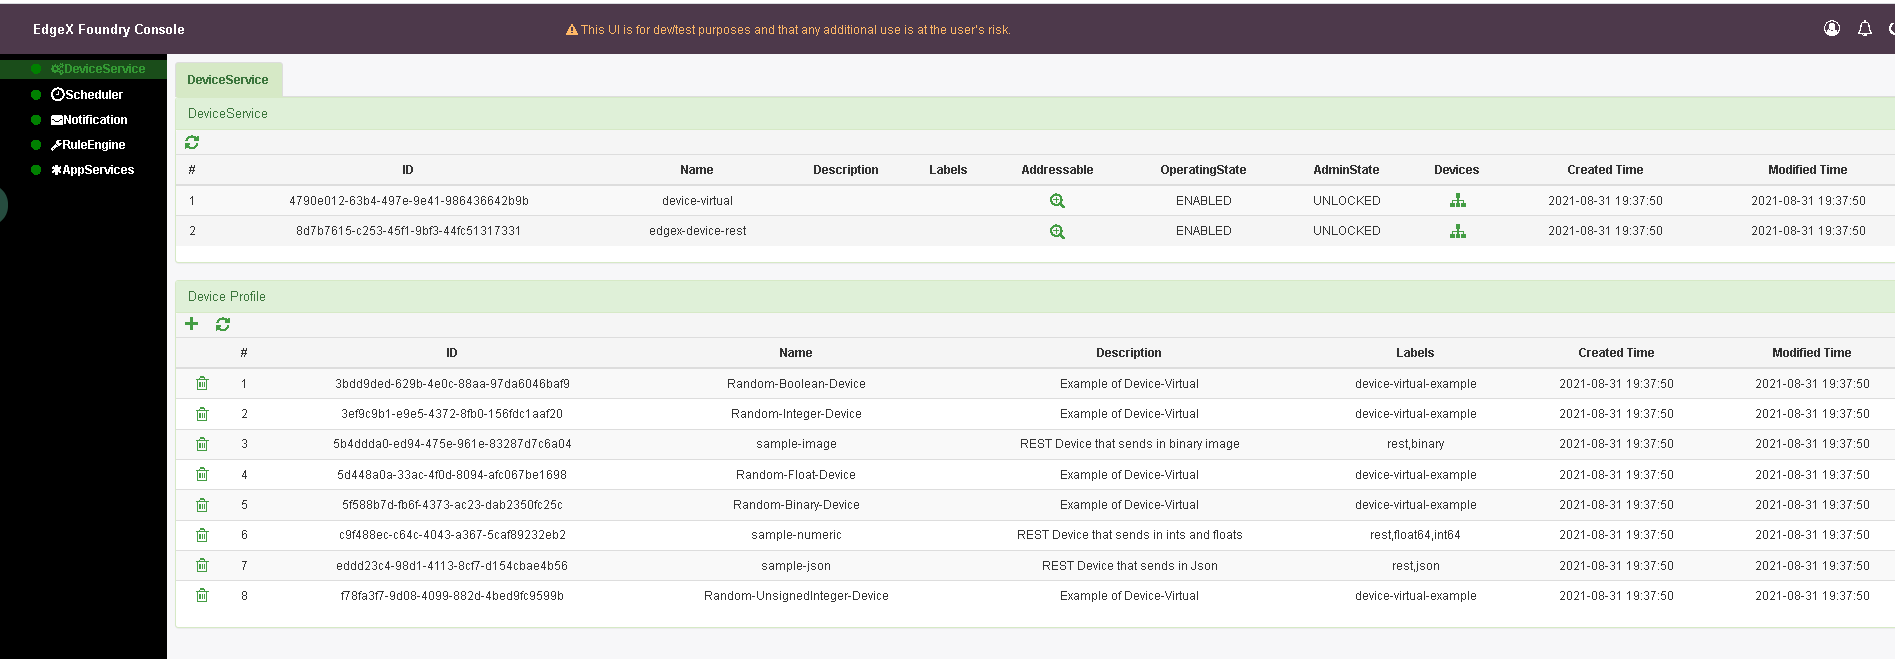 EdgeX Foundry Console
This UI is for dev/test purposes and that any additional use is at the user's risk.
DeviceService
Scheduler
Notification
RuleEngine
AppServices
DeviceService
DeviceService
# ID Name Description Labels Addressable OperatingState AdminState Devices Created Time Modified Time
1 4790e012-63b4-497e-9e41-986436642b9b device-virtual ENABLED UNLOCKED 2021-08-31 19:37:50 2021-08-31 19:37:50
2 8d7b7615-c253-45f1-9bf3-44fc51317331 edgex-device-rest ENABLED UNLOCKED 2021-08-31 19:37:50 2021-08-31 19:37:50
Device Profile
# ID Name Description Labels Created Time Modified Time
1 3bdd9ded-629b-4e0c-88aa-97da6046baf9 Random-Boolean-Device Example of Device-Virtual device-virtual-example 2021-08-31 19:37:50 2021-08-31 19:37:50
2 3ef9c9b1-e9e5-4372-8fb0-156fdc1aaf20 Random-Integer-Device Example of Device-Virtual device-virtual-example 2021-08-31 19:37:50 2021-08-31 19:37:50
3 5b4ddda0-ed94-475e-961e-83287d7c6a04 sample-image REST Device that sends in binary image rest,binary 2021-08-31 19:37:50 2021-08-31 19:37:50
4 5d448a0a-33ac-4f0d-8094-afc067be1698 Random-Float-Device Example of Device-Virtual device-virtual-example 2021-08-31 19:37:50 2021-08-31 19:37:50
5 5f588b7d-fb6f-4373-ac23-dab2350fc25c Random-Binary-Device Example of Device-Virtual device-virtual-example 2021-08-31 19:37:50 2021-08-31 19:37:50
6 c9f488ec-c64c-4043-a367-5caf89232eb2 sample-numeric REST Device that sends in ints and floats rest,float64,int64 2021-08-31 19:37:50 2021-08-31 19:37:50
7 eddd23c4-98d1-4113-8cf7-d154cbae4b56 sample-json REST Device that sends in Json rest,json 2021-08-31 19:37:50 2021-08-31 19:37:50
8 f78fa3f7-9d08-4099-882d-4bed9fc9599b Random-UnsignedInteger-Device Example of Device-Virtual device-virtual-example 2021-08-31 19:37:50 2021-08-31 19:37:50